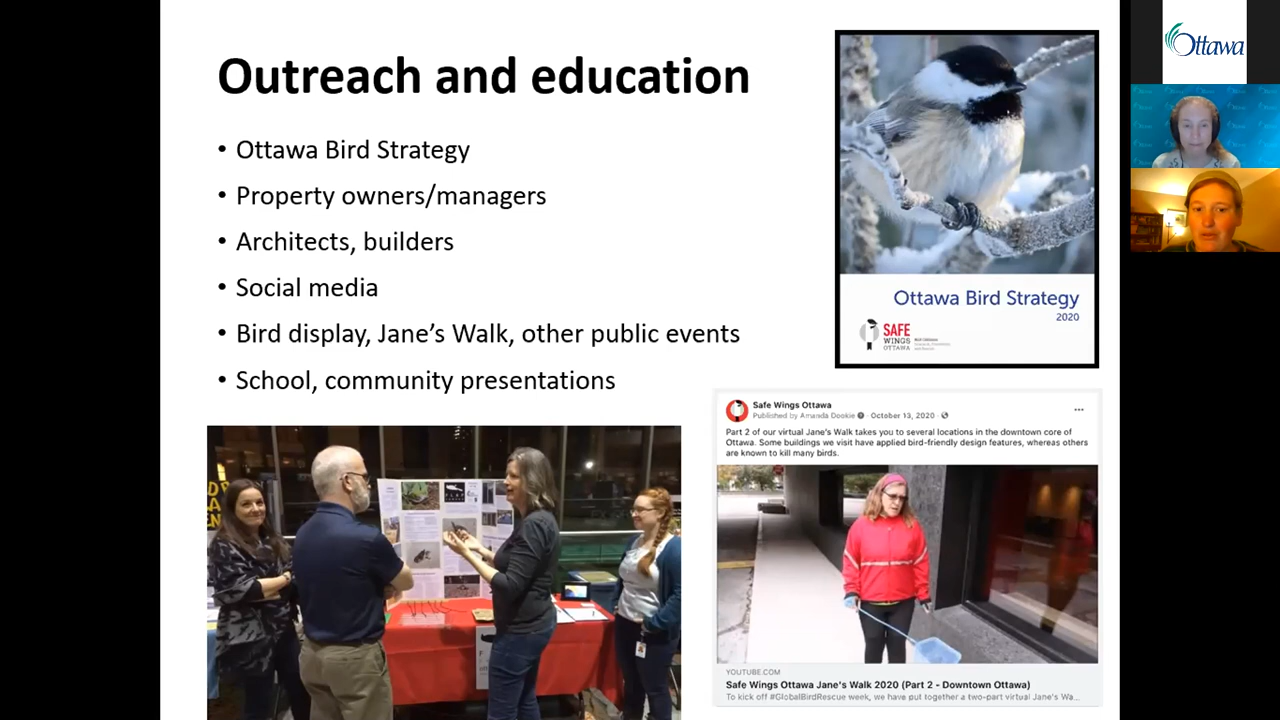 Outreach and education
• Ottawa Bird Strategy
• Property owners/managers
• Architects, builders
• Social media
• Bird display, Jane's Walk, other public events
• School, community presentations
Ottawa Bird Strategy
2020
SAFE
WINGS
OTTAWA
Safe Wings Ottawa
Published by Amanda Dookie · October 13, 2020 ·
Part 2 of our virtual Jane's Walk takes you to several locations in the downtown core of
Ottawa. Some buildings we visit have applied bird-friendly design features, whereas others
are known to kill many birds.
YOUTUBE.COM
Safe Wings Ottawa Jane's Walk 2020 (Part 2 - Downtown Ottawa)
To kick off #GlobalBirdRescue week, we have put together a two-part virtual Jane's Wa...
FLAP
Ottawa